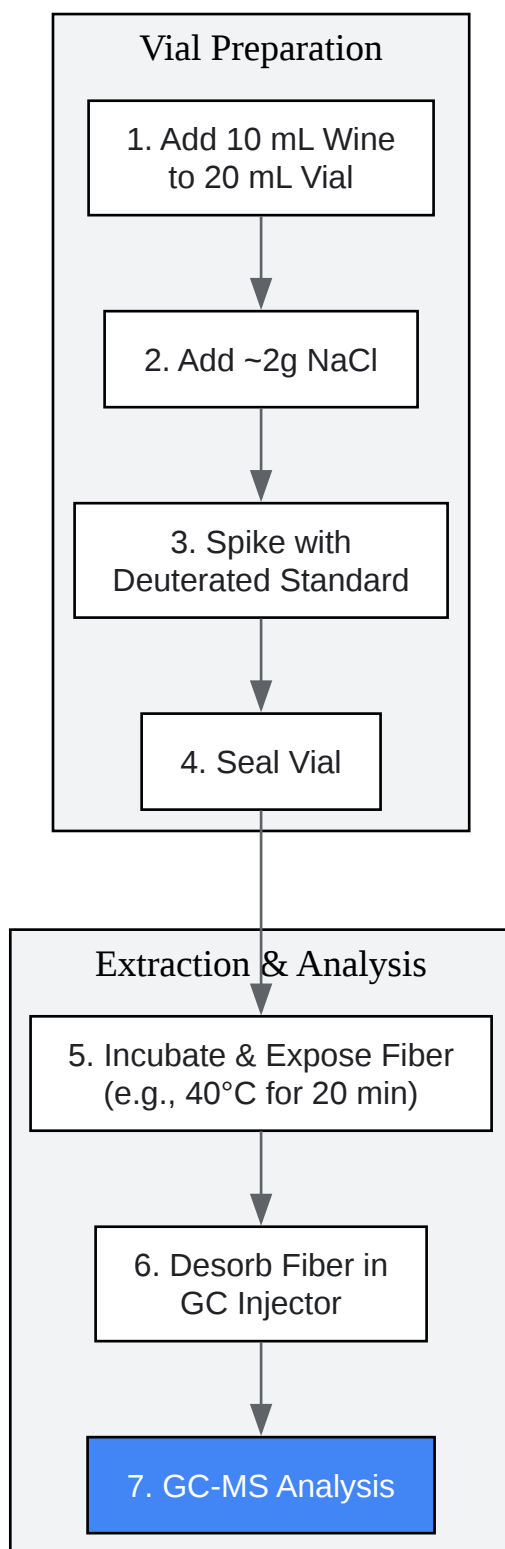 Vial Preparation
1. Add 10 mL Wine
to 20 mL Vial
2. Add ~2g NaCl
3. Spike with
Deuterated Standard
4. Seal Vial
Extraction & Analysis
5. Incubate & Expose Fiber
(e.g., 40°C for 20 min)
6. Desorb Fiber in
GC Injector
7. GC-MS Analysis